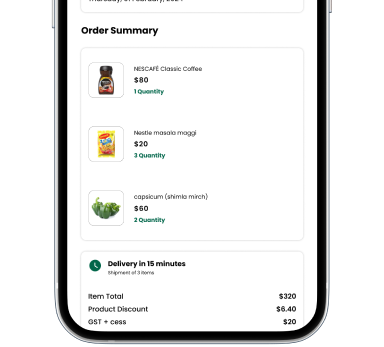 Order Summary
NESCAFÉ Classic Coffee
$80
1 Quantity
Nestle masala maggi
$20
3 Quantity
capsicum (shimla mirch)
$60
2 Quantity
Delivery in 15 minutes
Shipment of 3 items
Item Total $320
Product Discount $6.40
GST + cess $20